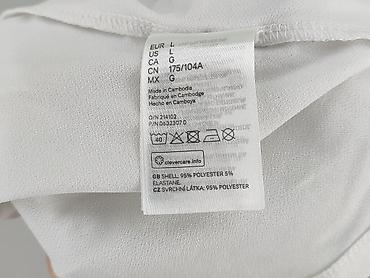 EUR L
US L
CA G
CN 175/104A
MX G
Made in Cambodia
Fabriqué en Cambodge
Hecho en Camboya
O/N 214102
P/N 0632307.0
40
clevercare.info
GB SHELL: 95% POLYESTER 5%
ELASTANE.
CZ SVRCHNÍ LÁTKA: 95% POLYESTER